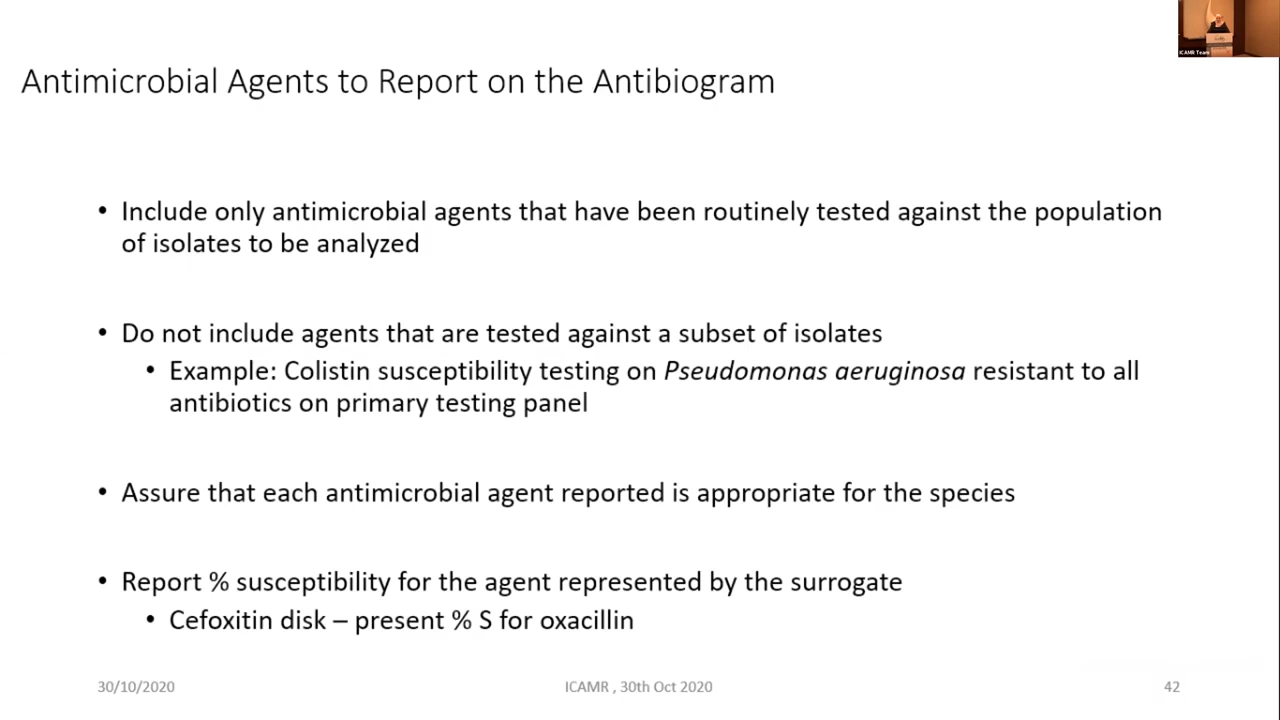 ICAMR Team
Antimicrobial Agents to Report on the Antibiogram
• Include only antimicrobial agents that have been routinely tested against the population
of isolates to be analyzed
• Do not include agents that are tested against a subset of isolates
• Example: Colistin susceptibility testing on Pseudomonas aeruginosa resistant to all
antibiotics on primary testing panel
• Assure that each antimicrobial agent reported is appropriate for the species
• Report % susceptibility for the agent represented by the surrogate
• Cefoxitin disk – present % S for oxacillin
30/10/2020
ICAMR , 30th Oct 2020
42